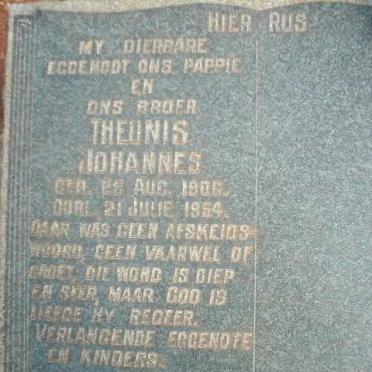 HIER RUS
MY DIERBARE
EGGENOOT ONS PAPPIE
EN
ONS BROER
THEUNIS
JOHANNES
GEB. 25 AUG. 1906.
OORL. 21 JULIE 1954.
DAAR WAS GEEN AFSKEIDS-
WOORD, GEEN VAARWEL OF
GROET, DIE WOND IS DIEP
EN SEER, MAAR GOD IS
LIEFDE HY REGEER.
VERLANGENDE EGGENOTE
EN KINDERS.